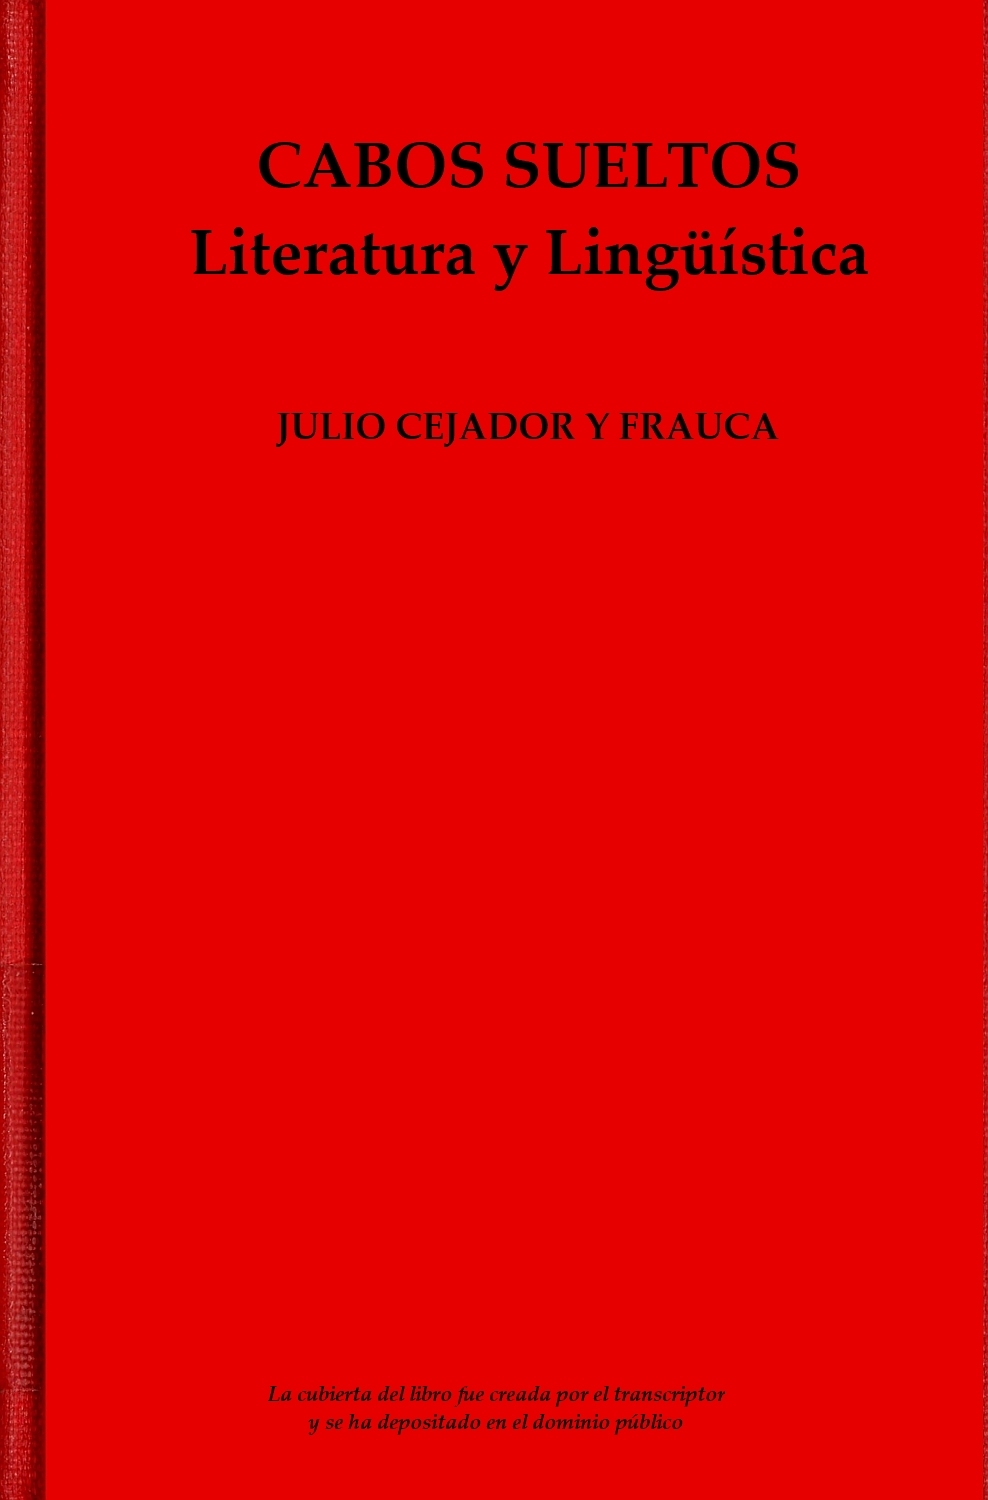 CABOS SUELTOS
Literatura y Lingüística
JULIO CEJADOR Y FRAUCA
La cubierta del libro fue creada por el transcriptor
y se ha depositado en el dominio público